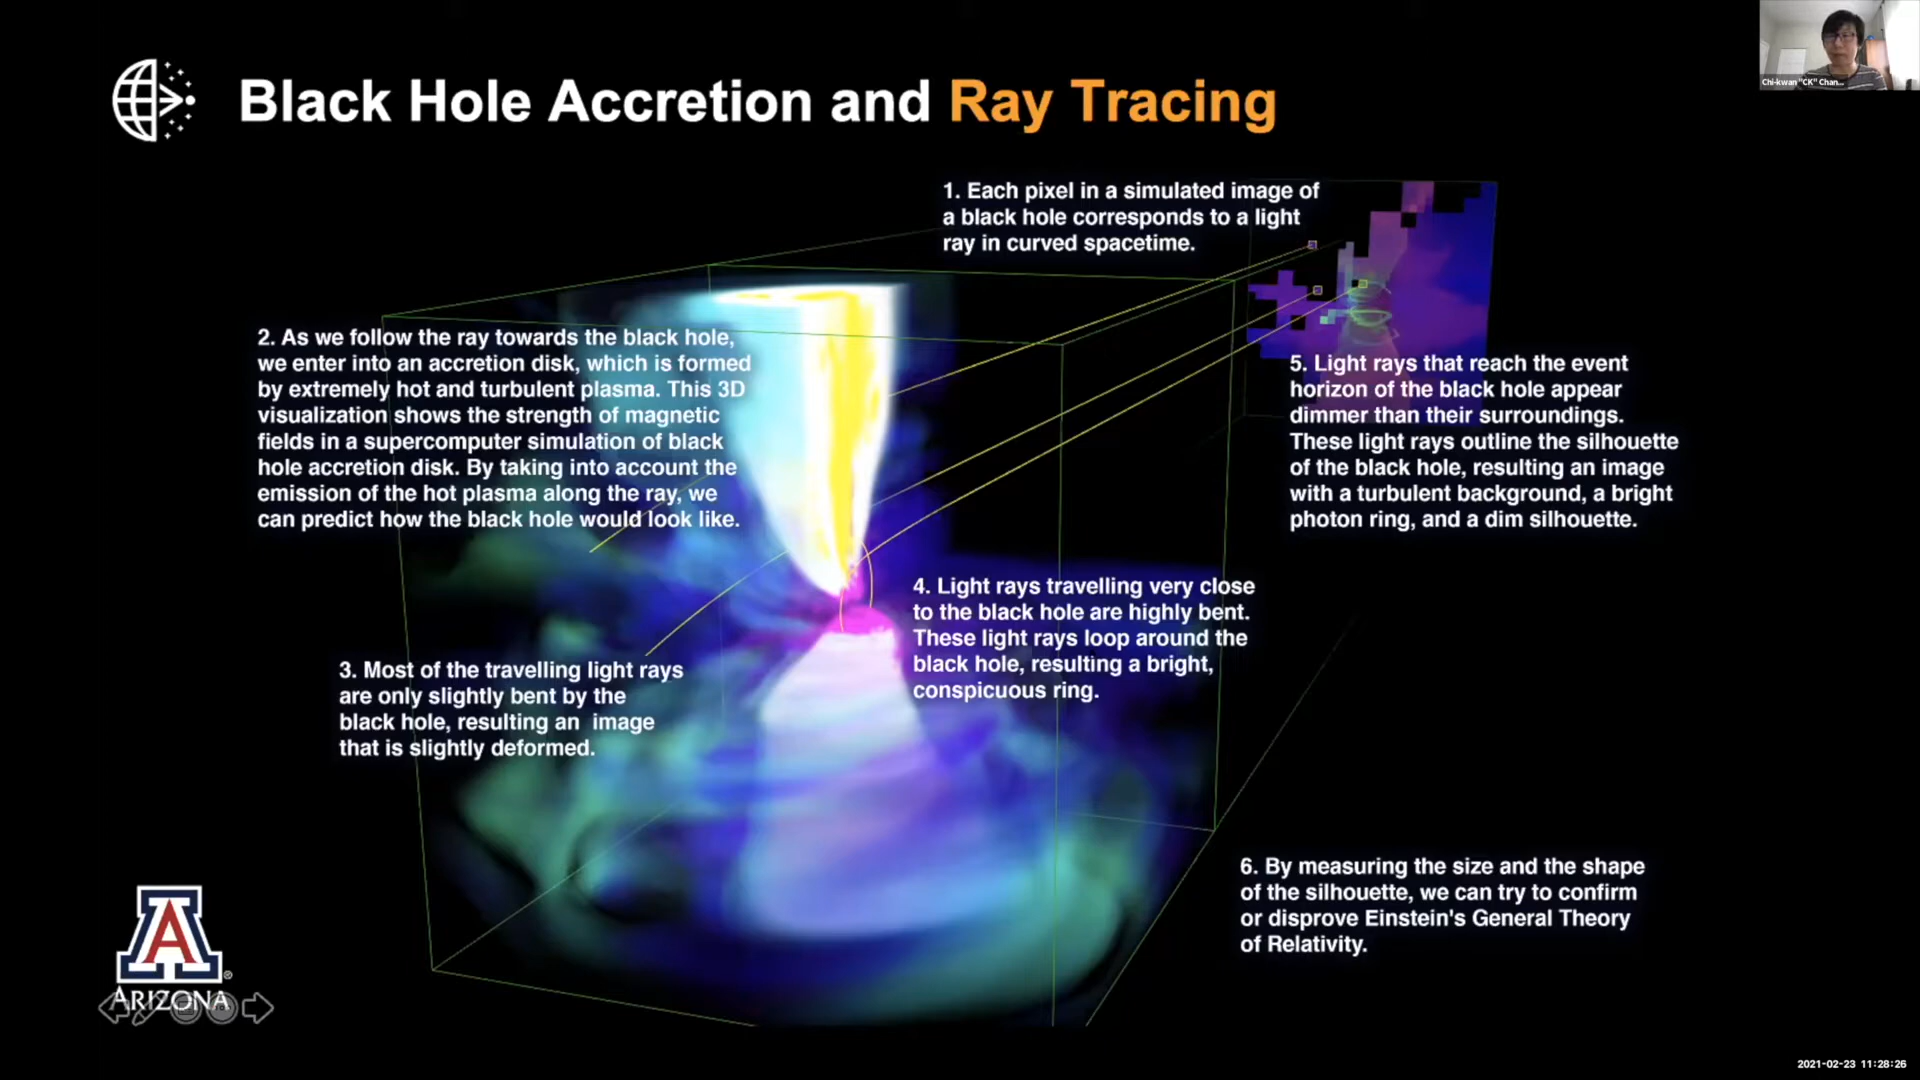 Black Hole Accretion and Ray Tracing
Chi-kwan "CK" Chan...
1. Each pixel in a simulated image of
a black hole corresponds to a light
ray in curved spacetime.
2. As we follow the ray towards the black hole,
we enter into an accretion disk, which is formed
by extremely hot and turbulent plasma. This 3D
visualization shows the strength of magnetic
fields in a supercomputer simulation of black
hole accretion disk. By taking into account the
emission of the hot plasma along the ray, we
can predict how the black hole would look like.
3. Most of the travelling light rays
are only slightly bent by the
black hole, resulting an image
that is slightly deformed.
4. Light rays travelling very close
to the black hole are highly bent.
These light rays loop around the
black hole, resulting a bright,
conspicuous ring.
5. Light rays that reach the event
horizon of the black hole appear
dimmer than their surroundings.
These light rays outline the silhouette
of the black hole, resulting an image
with a turbulent background, a bright
photon ring, and a dim silhouette.
6. By measuring the size and the shape
of the silhouette, we can try to confirm
or disprove Einstein's General Theory
of Relativity.
A®
ARIZONA
2021-02-23 11:28:26